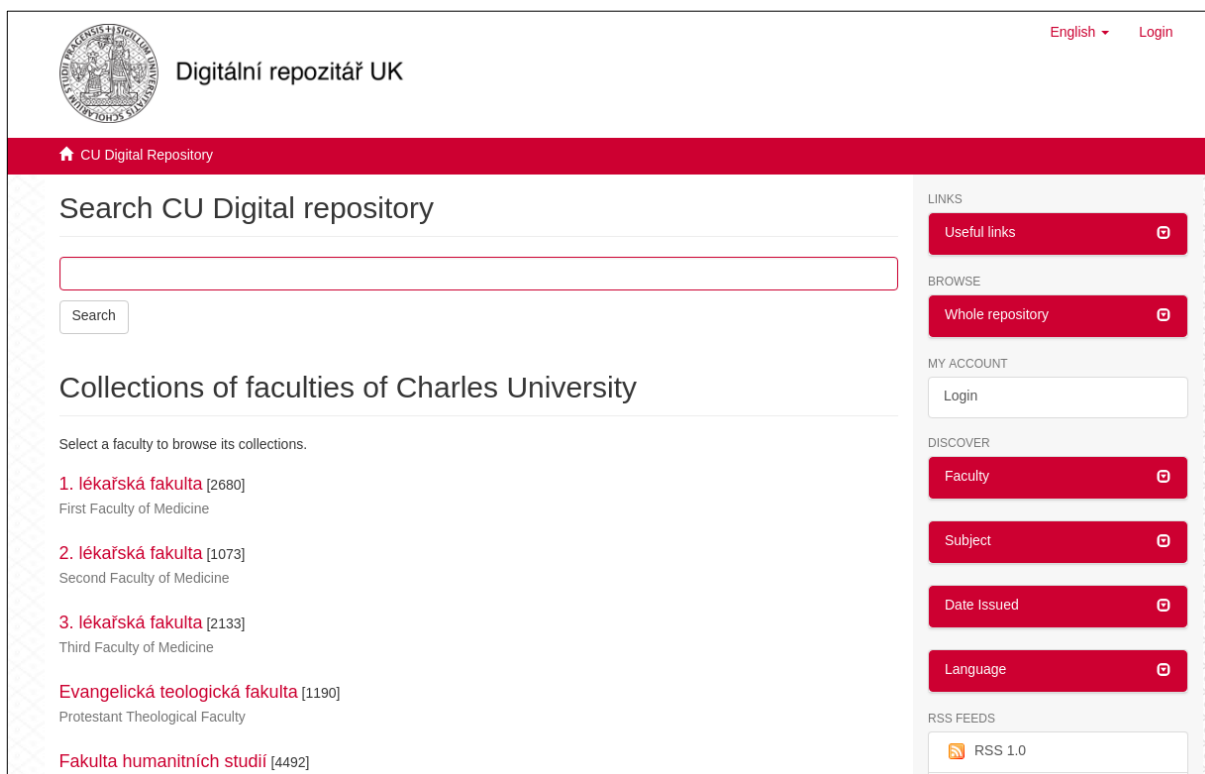 English
Login
Digitální repozitář UK
CU Digital Repository
Search CU Digital repository
Search
Collections of faculties of Charles University
Select a faculty to browse its collections.
1. lékařská fakulta [2680]
First Faculty of Medicine
2. lékařská fakulta [1073]
Second Faculty of Medicine
3. lékařská fakulta [2133]
Third Faculty of Medicine
Evangelická teologická fakulta [1190]
Protestant Theological Faculty
Fakulta humanitních studií [4492]
LINKS
Useful links
BROWSE
Whole repository
MY ACCOUNT
Login
DISCOVER
Faculty
Subject
Date Issued
Language
RSS FEEDS
RSS 1.0